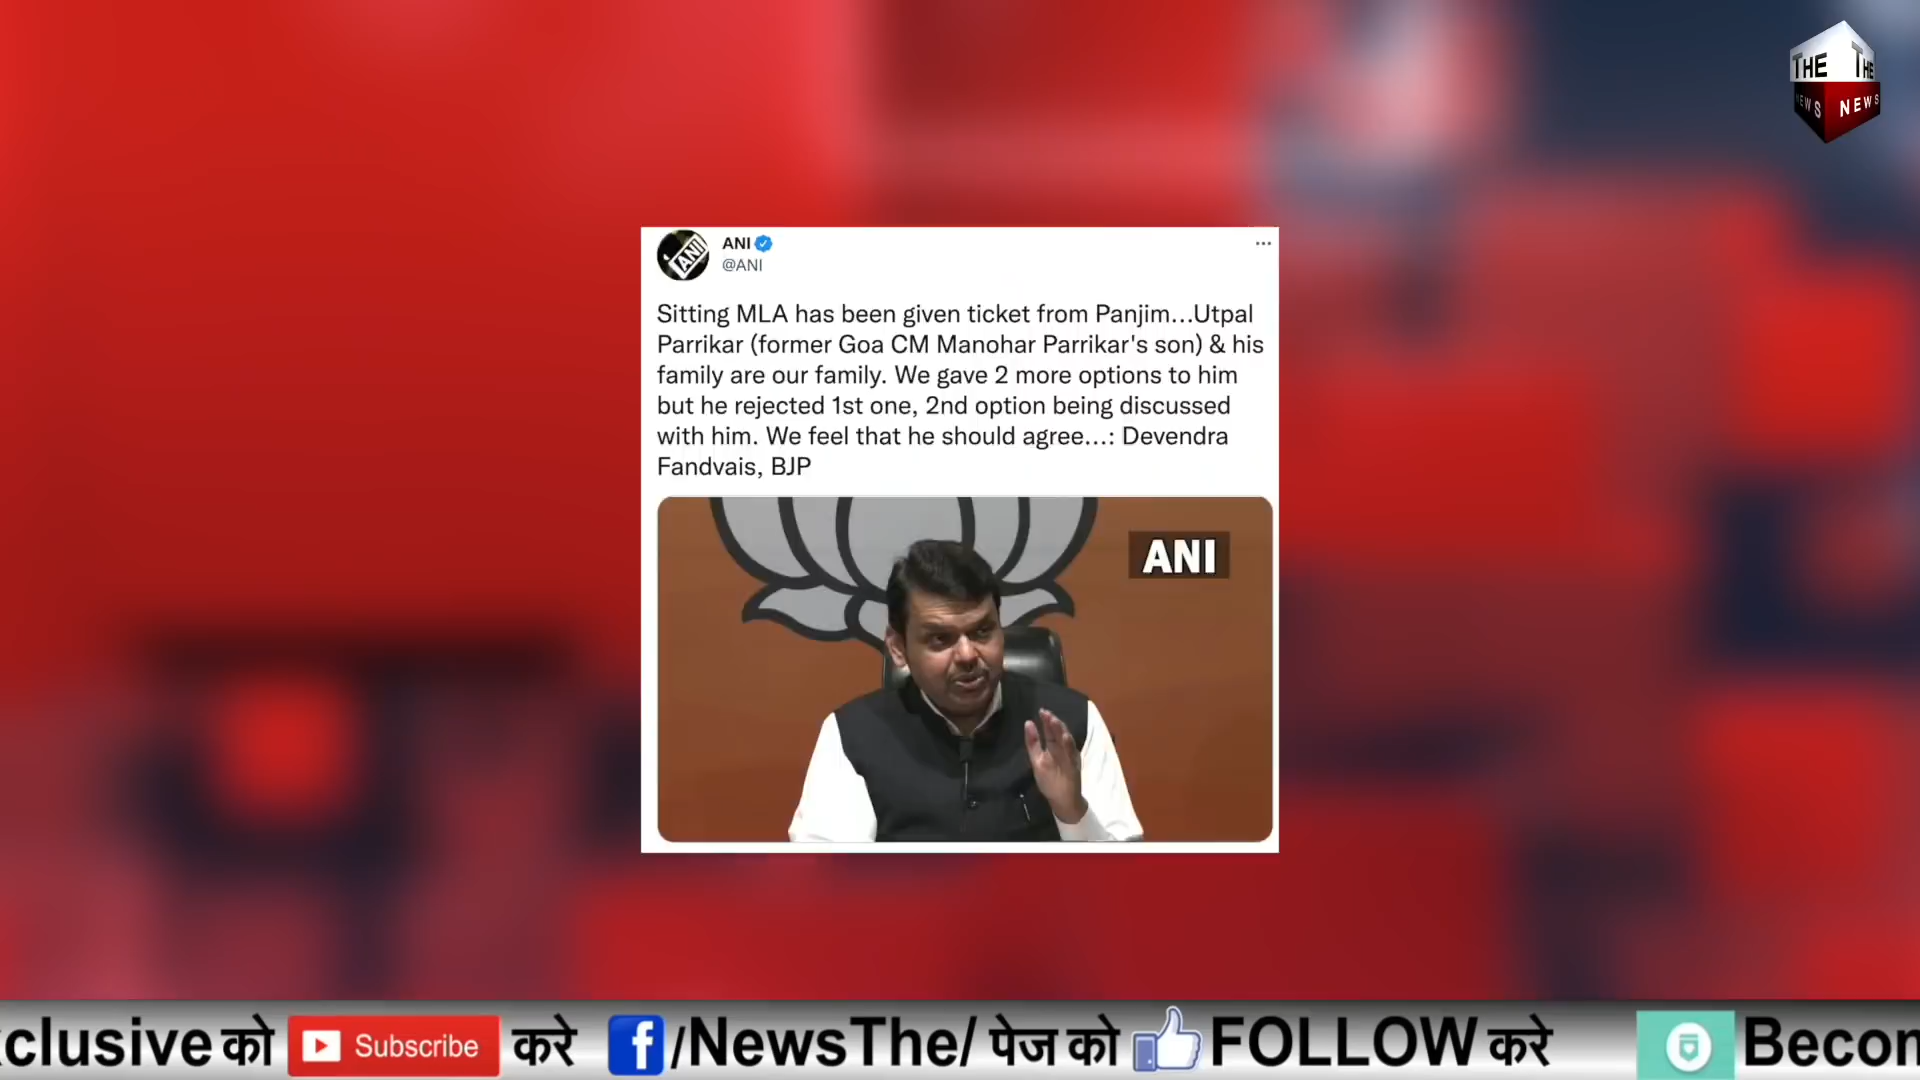 THE THE
NEWS NEWS
ANI
@ANI
Sitting MLA has been given ticket from Panjim...Utpal
Parrikar (former Goa CM Manohar Parrikar's son) & his
family are our family. We gave 2 more options to him
but he rejected 1st one, 2nd option being discussed
with him. We feel that he should agree...: Devendra
Fandvais, BJP
ANI
clusive को Subscribe करे /NewsThe/ पेज को FOLLOW करे Becon